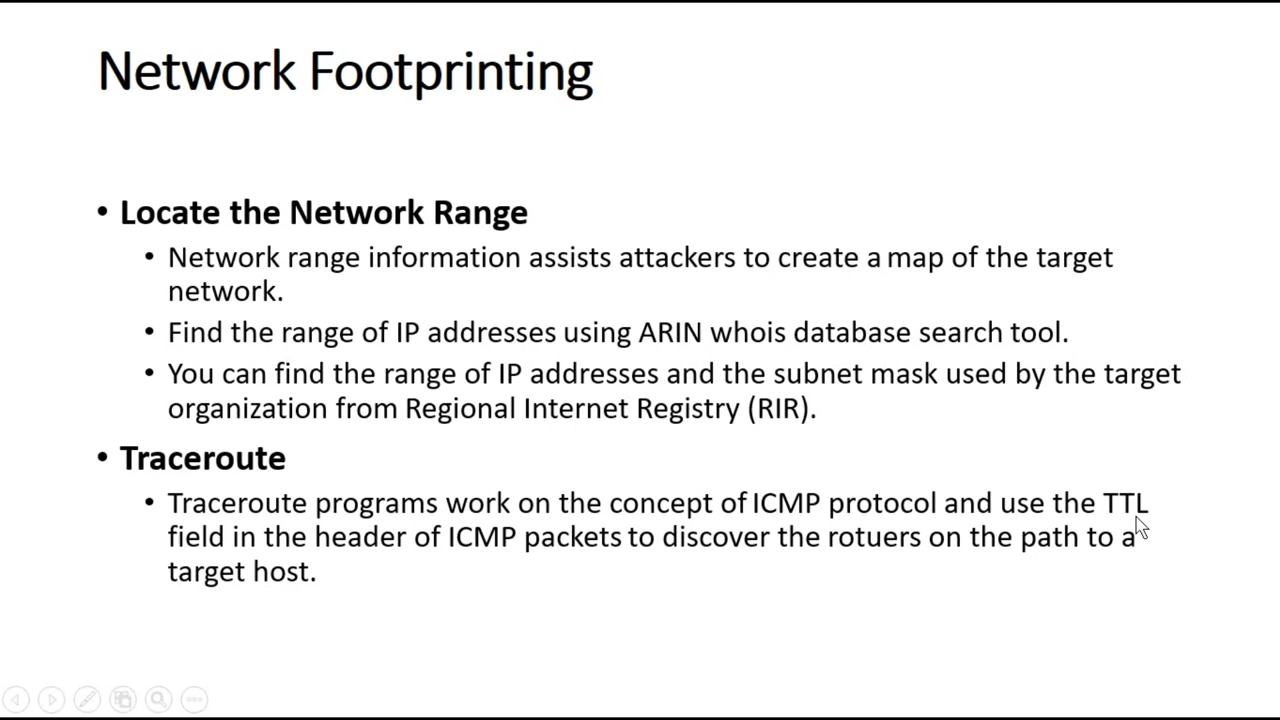 Network Footprinting
• Locate the Network Range
• Network range information assists attackers to create a map of the target
network.
• Find the range of IP addresses using ARIN whois database search tool.
• You can find the range of IP addresses and the subnet mask used by the target
organization from Regional Internet Registry (RIR).
• Traceroute
• Traceroute programs work on the concept of ICMP protocol and use the TTL
field in the header of ICMP packets to discover the rotuers on the path to a
target host.